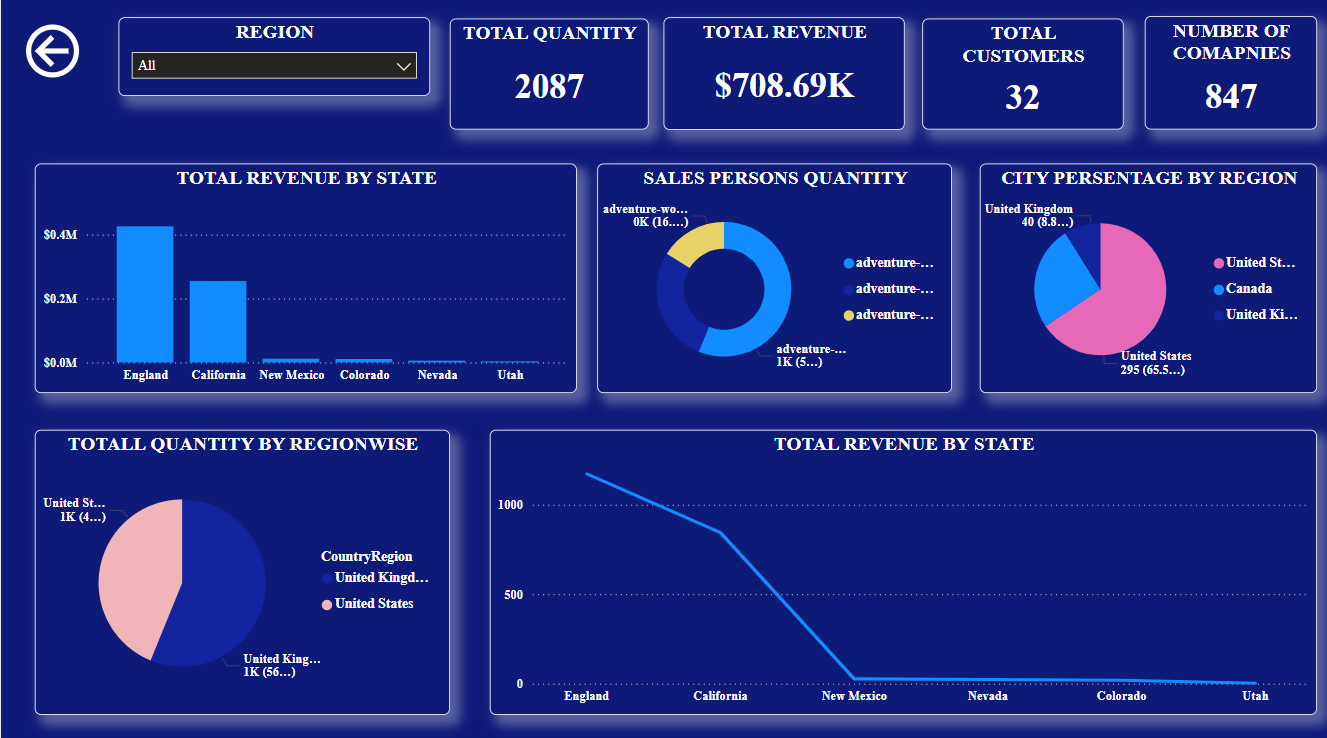 REGION
All
TOTAL QUANTITY
2087
TOTAL REVENUE
$708.69K
TOTAL
CUSTOMERS
32
NUMBER OF
COMAPNIES
847
TOTAL REVENUE BY STATE
$0.4M
$0.2M
$0.0M
England
California
New Mexico
Colorado
Nevada
Utah
SALES PERSONS QUANTITY
adventure-wo...
0K (16....)
adventure-...
adventure-...
adventure-...
adventure-...
1K (5...)
CITY PERSENTAGE BY REGION
United Kingdom
40 (8.8...)
United St...
Canada
United Ki...
United States
295 (65.5...)
TOTALL QUANTITY BY REGIONWISE
United St...
1K (4...)
CountryRegion
United Kingd...
United States
United King...
1K (56...)
TOTAL REVENUE BY STATE
1000
500
0
England
California
New Mexico
Nevada
Colorado
Utah